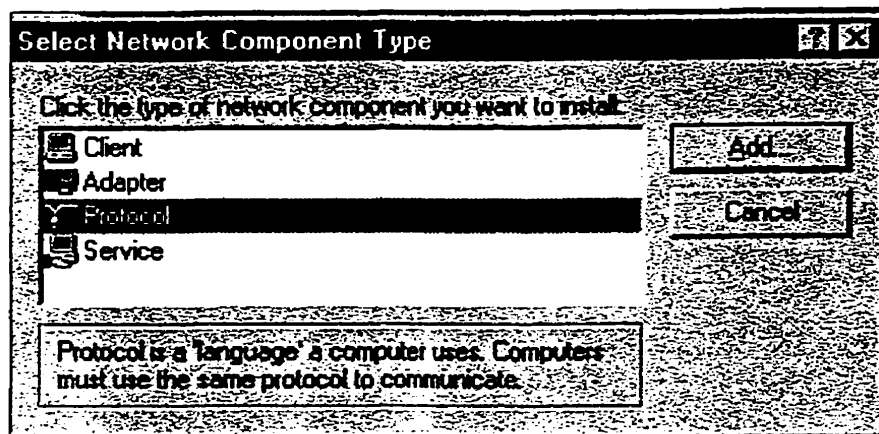 Select Network Component Type
Click the type of network component you want to install:
Client
Adapter
Protocol
Service
Add...
Cancel
Protocol is a 'language' a computer uses. Computers
must use the same protocol to communicate.